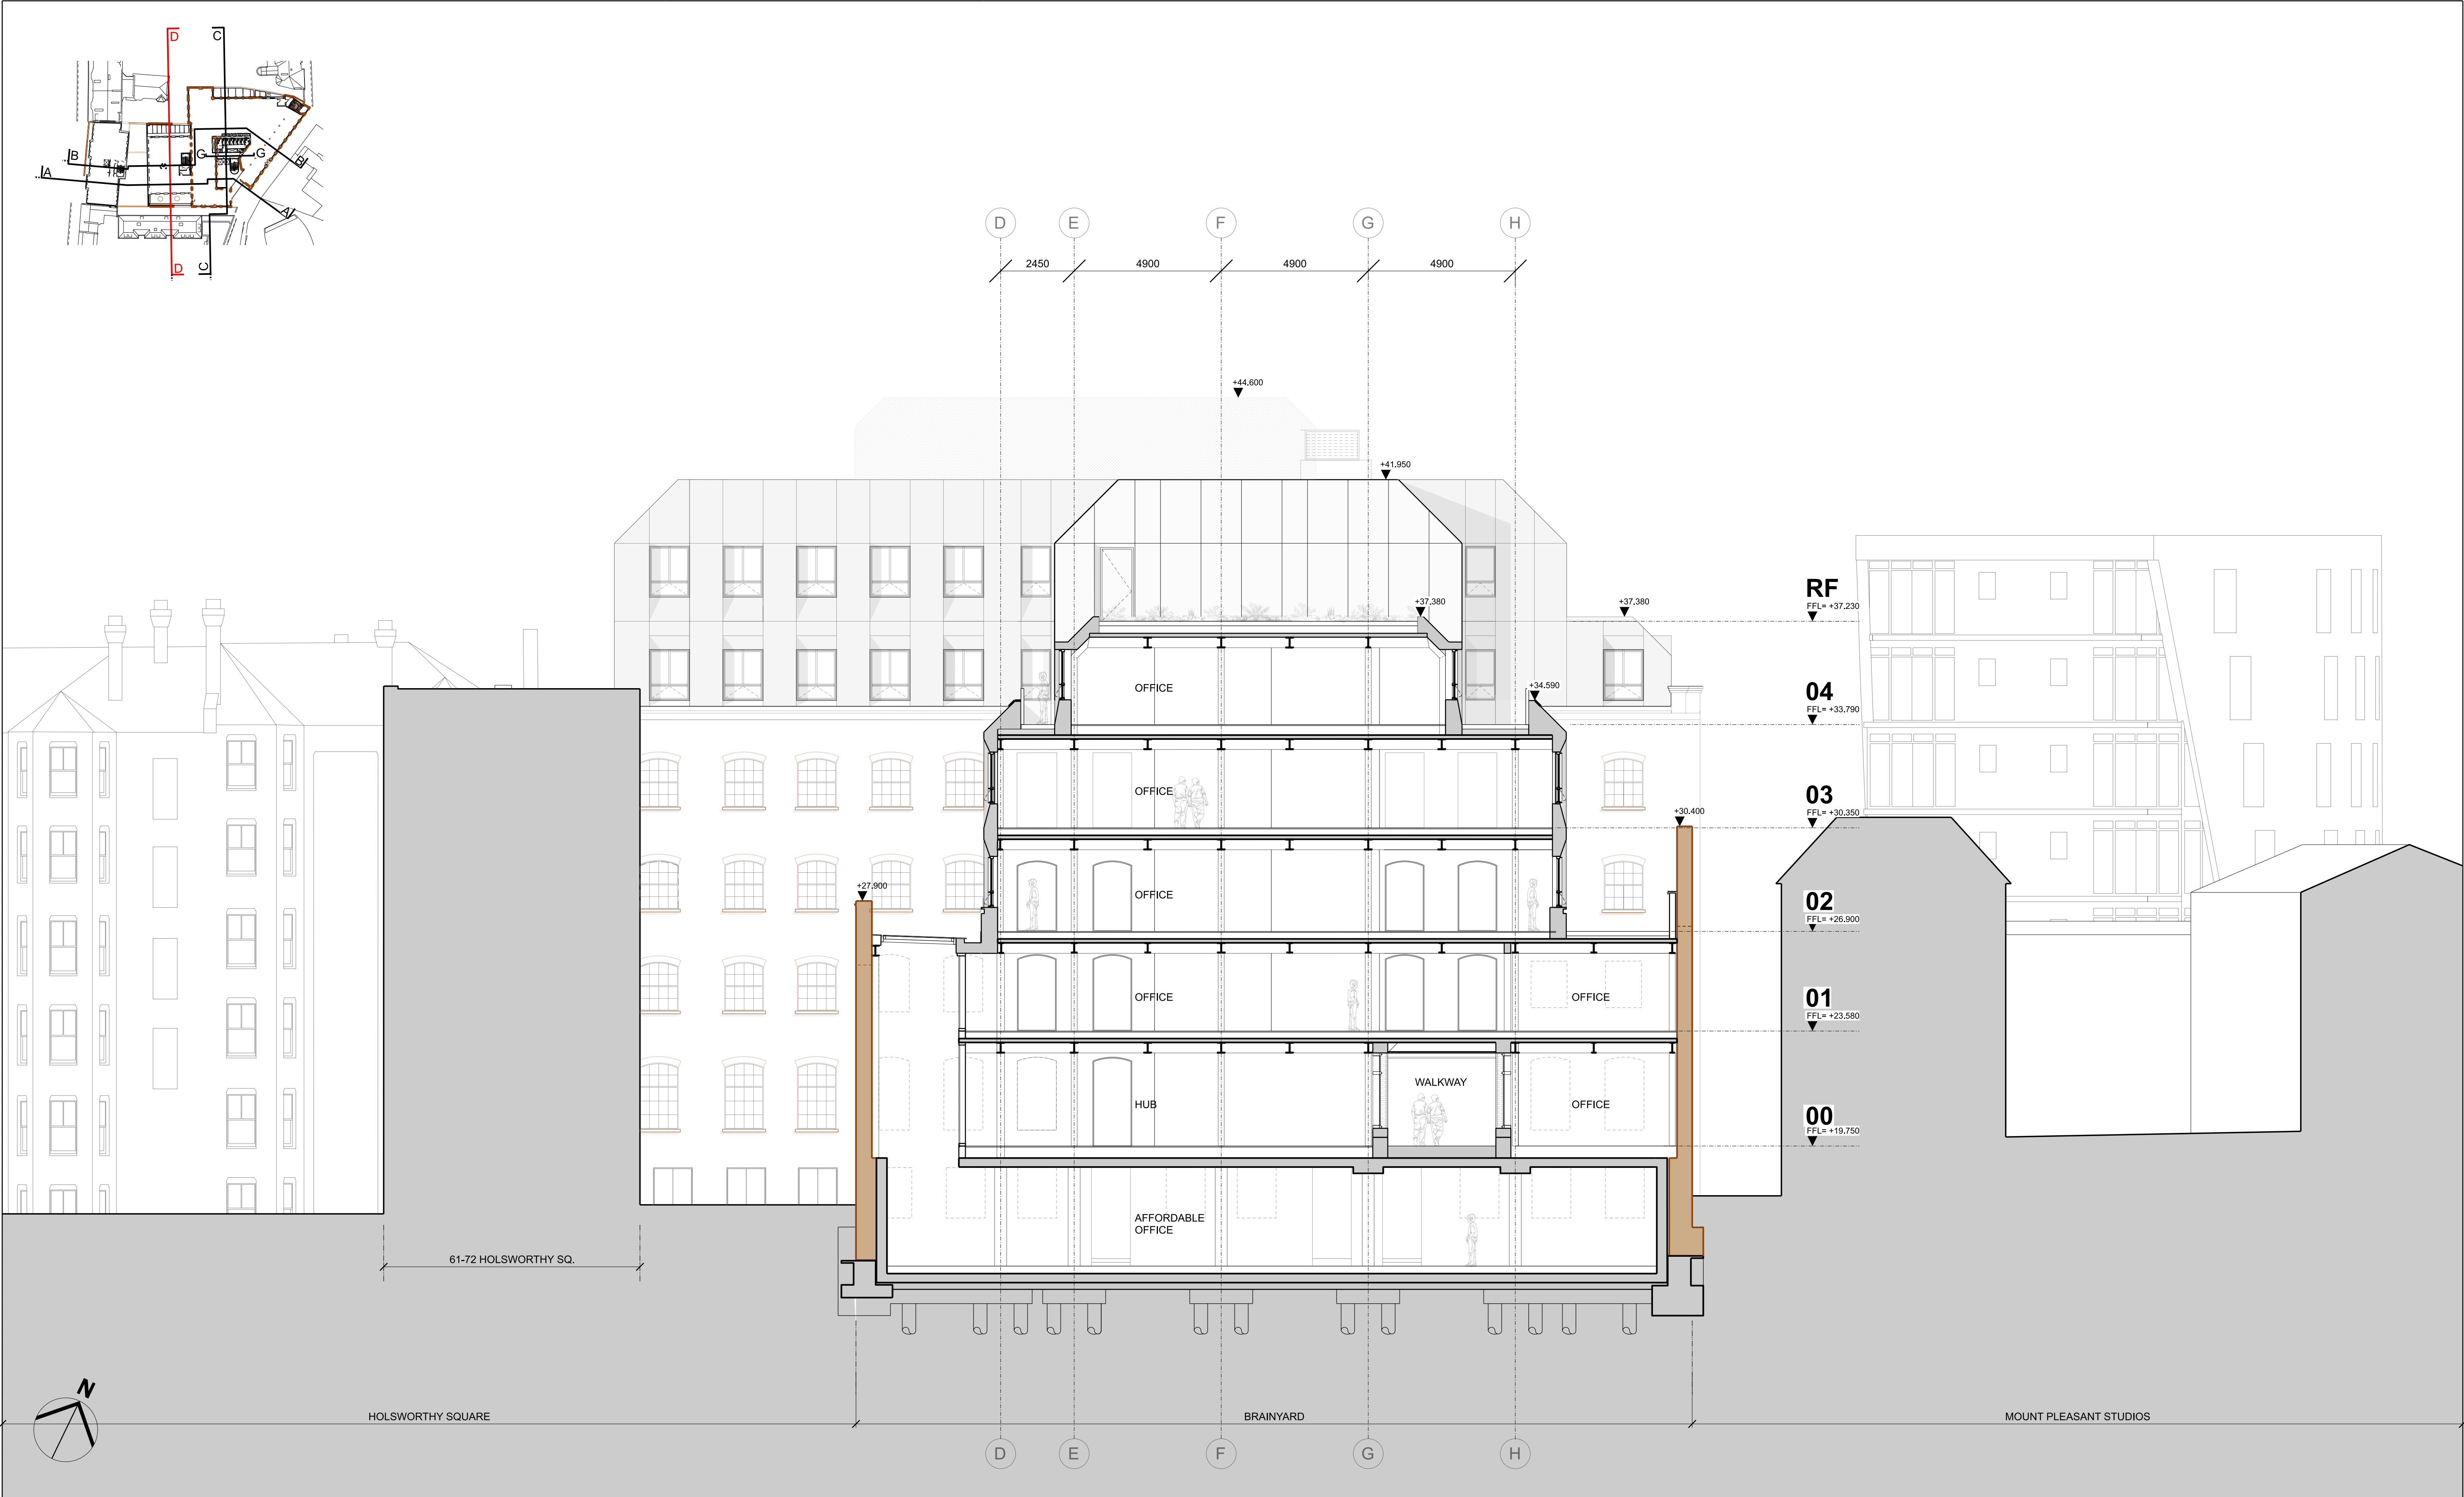 D
C
B
G
G
B
A
A
D
C
D
E
F
G
H
2450
4900
4900
4900
+44.600
+41.950
RF
FFL= +37.230
+37.380
+37.380
OFFICE
+34.590
04
FFL= +33.790
OFFICE
03
FFL= +30.350
+30.400
+27.900
OFFICE
02
FFL= +26.900
OFFICE
OFFICE
01
FFL= +23.580
WALKWAY
HUB
OFFICE
00
FFL= +19.750
AFFORDABLE
OFFICE
61-72 HOLSWORTHY SQ.
N
HOLSWORTHY SQUARE
BRAINYARD
MOUNT PLEASANT STUDIOS
D
E
F
G
H